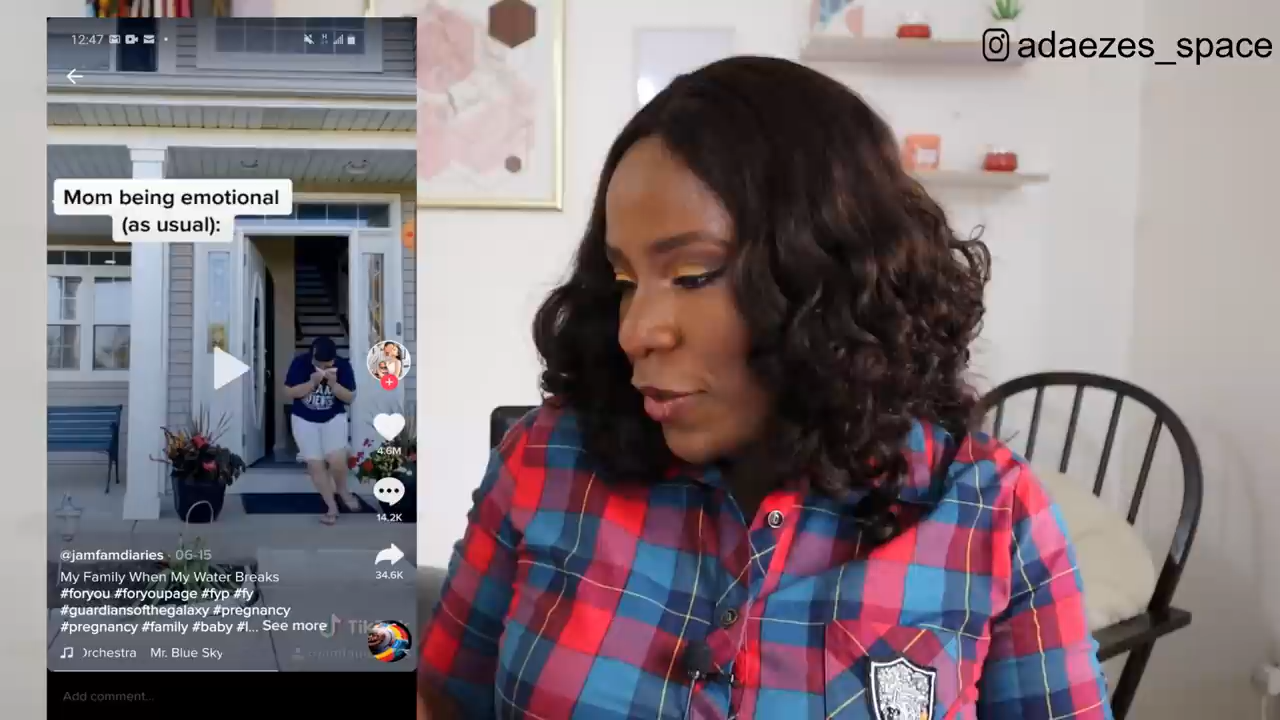 adaezes_space
12:47
Mom being emotional
(as usual):
4.6M
14.2K
34.6K
@jamfamdiaries · 06-15
My Family When My Water Breaks
#foryou #foryoupage #fyp #fy
#guardiansofthegalaxy #pregnancy
#pregnancy #family #baby #l... See more
Orchestra Mr. Blue Sky
Add comment...